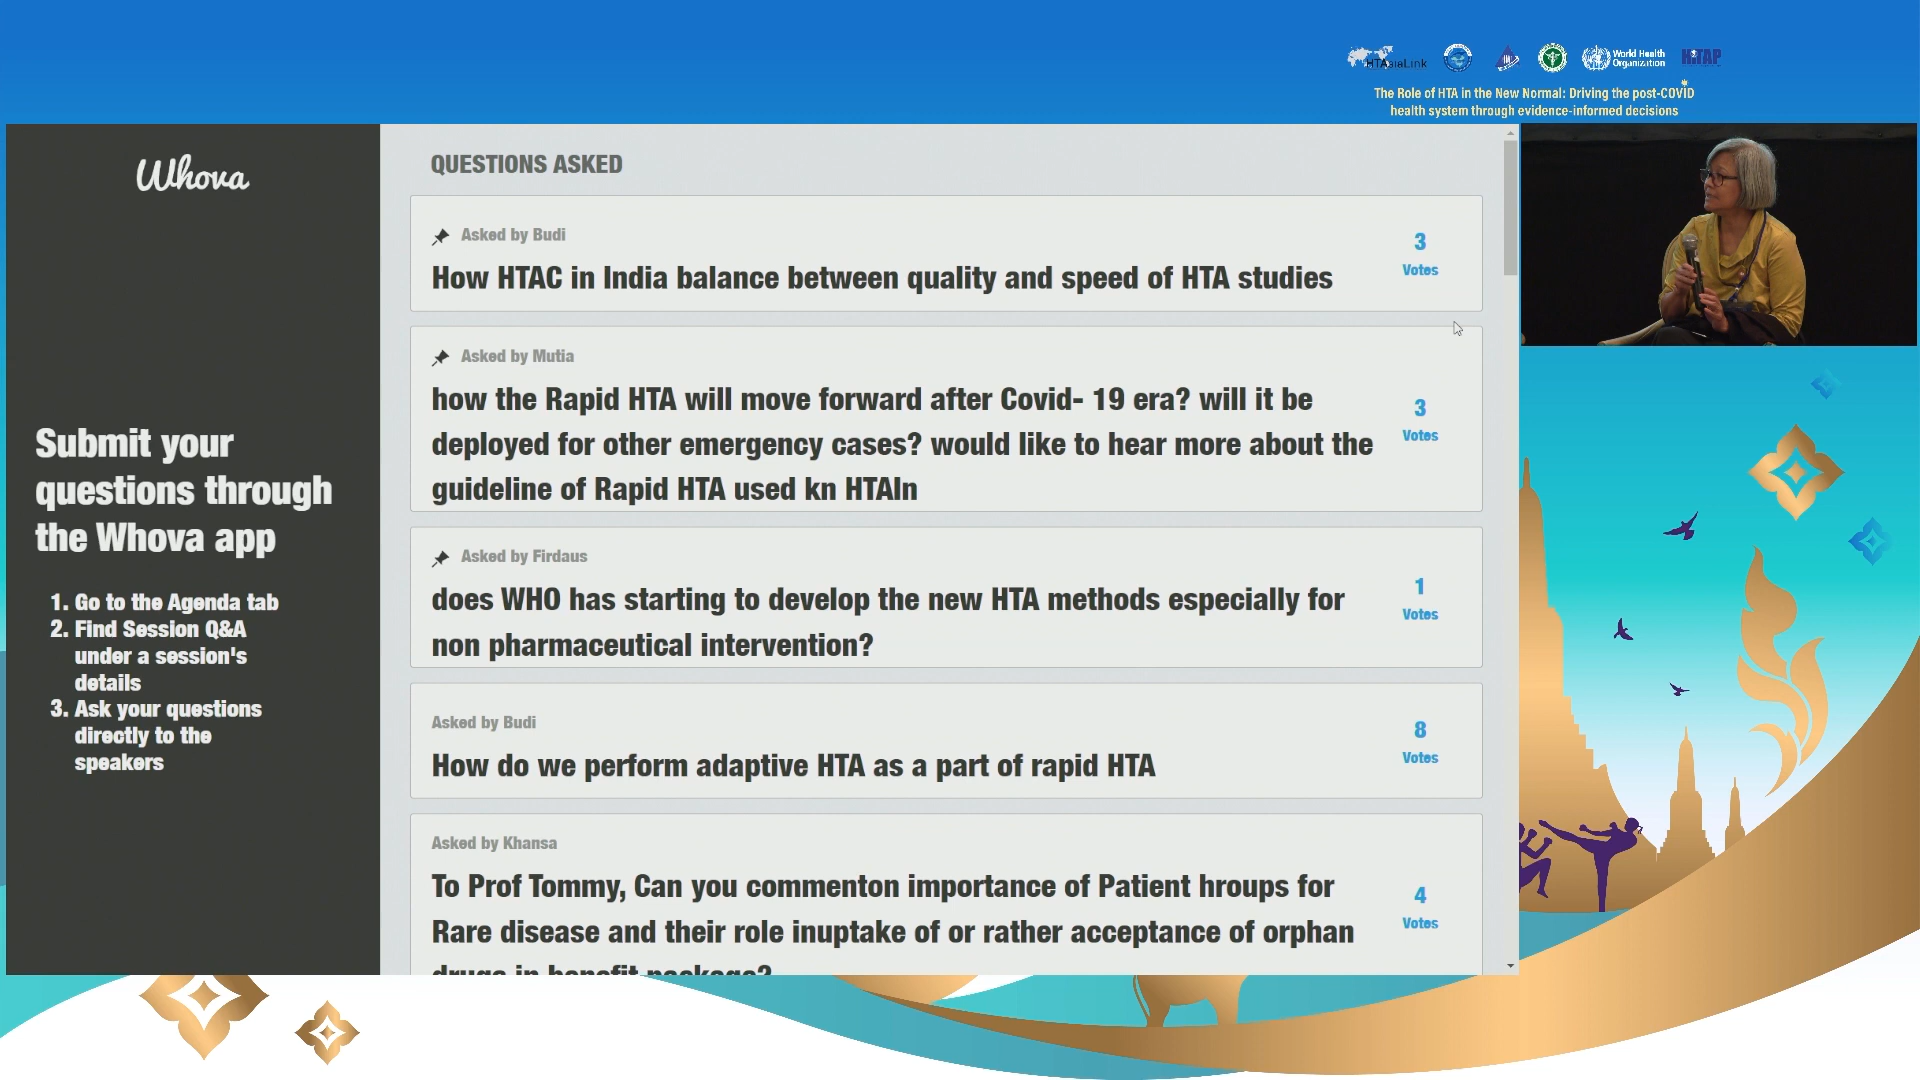 HTAsiaLink
World Health
Organization
HITAP
The Role of HTA in the New Normal: Driving the post-COVID
health system through evidence-informed decisions
Whova
Submit your
questions through
the Whova app
1. Go to the Agenda tab
2. Find Session Q&A
under a session's
details
3. Ask your questions
directly to the
speakers
QUESTIONS ASKED
Asked by Budi
How HTAC in India balance between quality and speed of HTA studies
3
Votes
Asked by Mutia
how the Rapid HTA will move forward after Covid- 19 era? will it be
deployed for other emergency cases? would like to hear more about the
guideline of Rapid HTA used kn HTAIn
3
Votes
Asked by Firdaus
does WHO has starting to develop the new HTA methods especially for
non pharmaceutical intervention?
1
Votes
Asked by Budi
How do we perform adaptive HTA as a part of rapid HTA
8
Votes
Asked by Khansa
To Prof Tommy, Can you commenton importance of Patient hroups for
Rare disease and their role inuptake of or rather acceptance of orphan
drugs in benefit package?
4
Votes